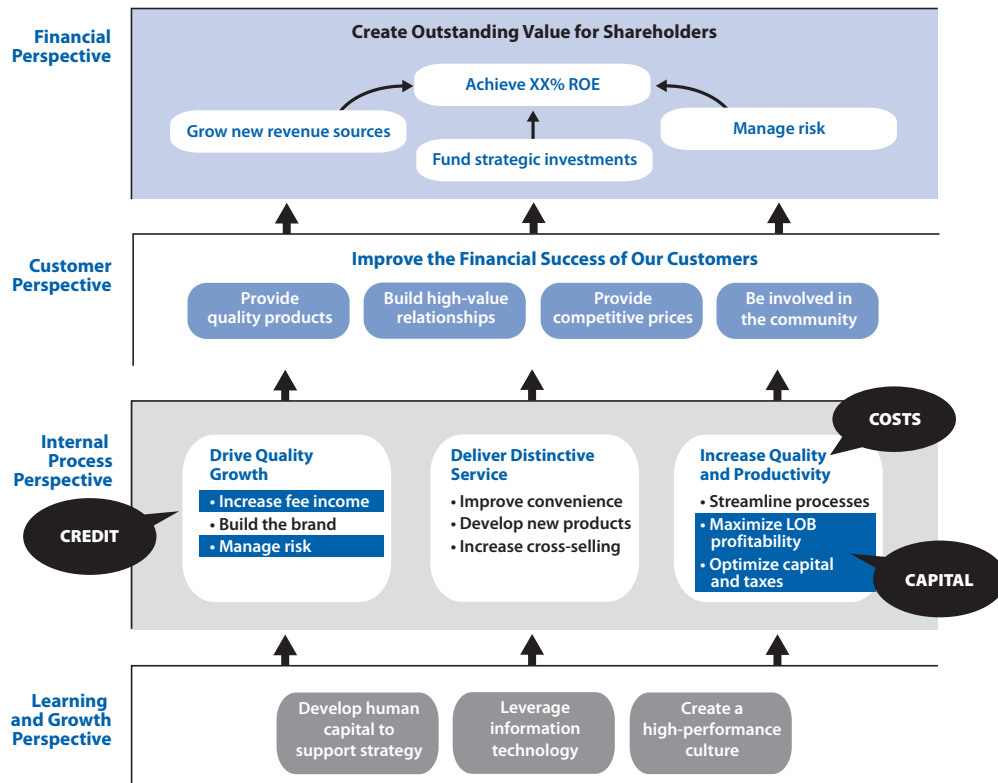 Financial
Perspective
Create Outstanding Value for Shareholders
Achieve XX% ROE
Grow new revenue sources
Fund strategic investments
Manage risk
Customer
Perspective
Improve the Financial Success of Our Customers
Provide
quality products
Build high-value
relationships
Provide
competitive prices
Be involved in
the community
Internal
Process
Perspective
COSTS
CREDIT
Drive Quality
Growth
• Increase fee income
• Build the brand
• Manage risk
Deliver Distinctive
Service
• Improve convenience
• Develop new products
• Increase cross-selling
Increase Quality
and Productivity
• Streamline processes
• Maximize LOB
profitability
• Optimize capital
and taxes
CAPITAL
Learning
and Growth
Perspective
Develop human
capital to
support strategy
Leverage
information
technology
Create a
high-performance
culture